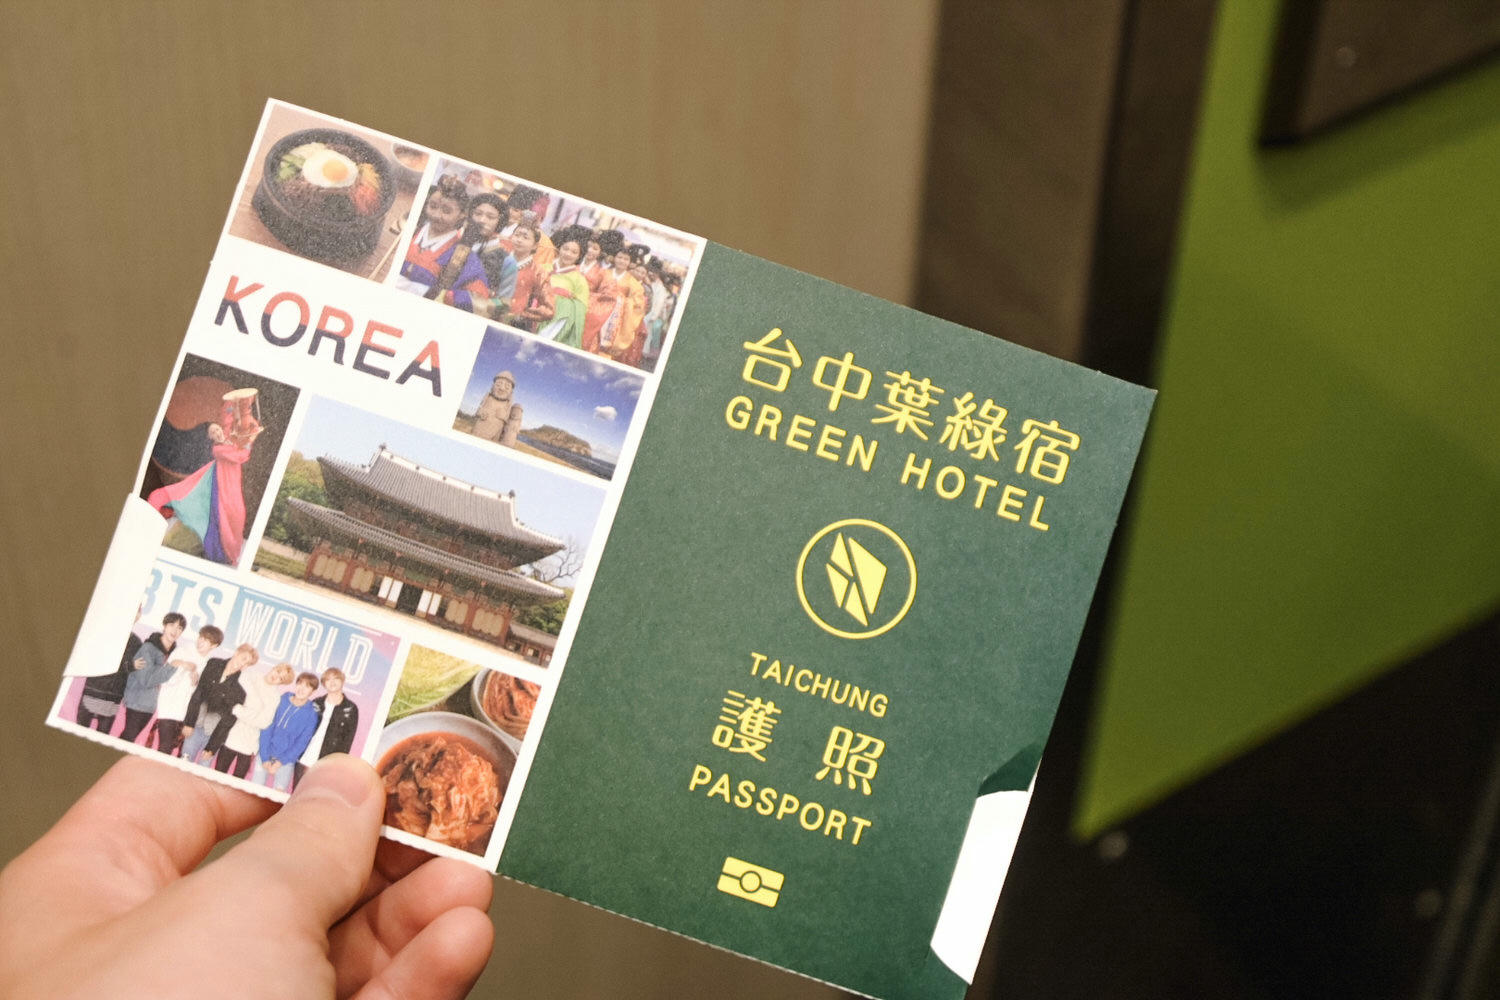 KOREA
BTS WORLD
台中葉綠宿
GREEN HOTEL
TAICHUNG
護照
PASSPORT